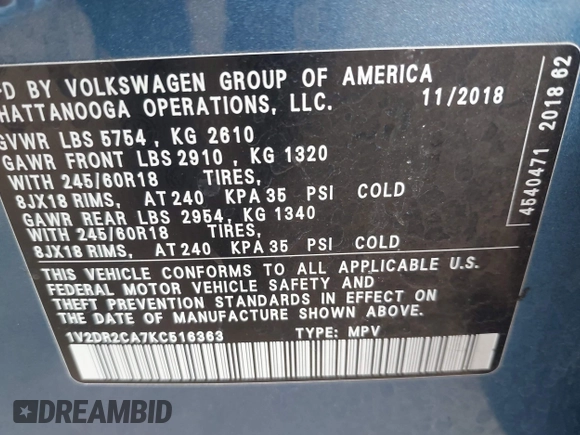 D BY VOLKSWAGEN GROUP OF AMERICA
HATTANOOGA OPERATIONS, LLC. 11/2018
GVWR LBS 5754 , KG 2610
GAWR FRONT LBS 2910 , KG 1320
WITH 245/60R18 TIRES,
8JX18 RIMS, AT 240 KPA 35 PSI COLD
GAWR REAR LBS 2954, KG 1340
WITH 245/60R18 TIRES,
8JX18 RIMS, AT 240 KPA 35 PSI COLD
THIS VEHICLE CONFORMS TO ALL APPLICABLE U.S.
FEDERAL MOTOR VEHICLE SAFETY AND
THEFT PREVENTION STANDARDS IN EFFECT ON
THE DATE OF MANUFACTURE SHOWN ABOVE.
1V2DR2CA7KC516363 TYPE: MPV
4540471 2018 62
DREAMBID